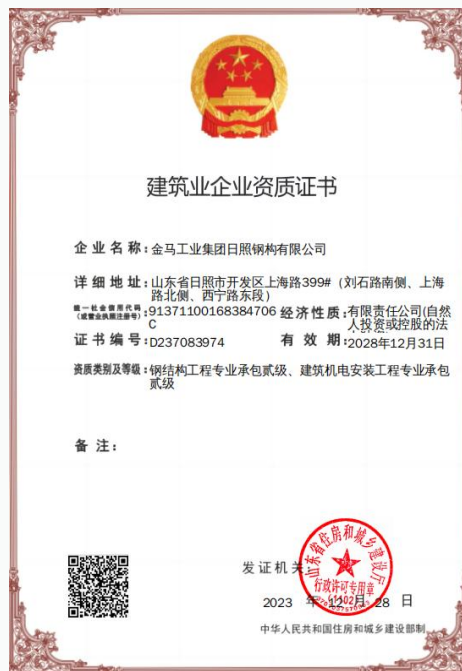 建筑业企业资质证书
企业名称:金马工业集团日照钢构有限公司
详细地址:山东省日照市开发区上海路399#（刘石路南侧、上海
路北侧、西宁路东段）
统一社会信用代码
（或营业执照注册号）:91371100168384706
C
经济性质:有限责任公司(自然
人投资或控股的法
证书编号:D237083974
有效期:2028年12月31日
资质类别及等级:钢结构工程专业承包贰级、建筑机电安装工程专业承包
贰级
备注:
发证机关
山东省住房和城乡建设厅
行政许可专用章
2023 年 12 月 28 日
中华人民共和国住房和城乡建设部制